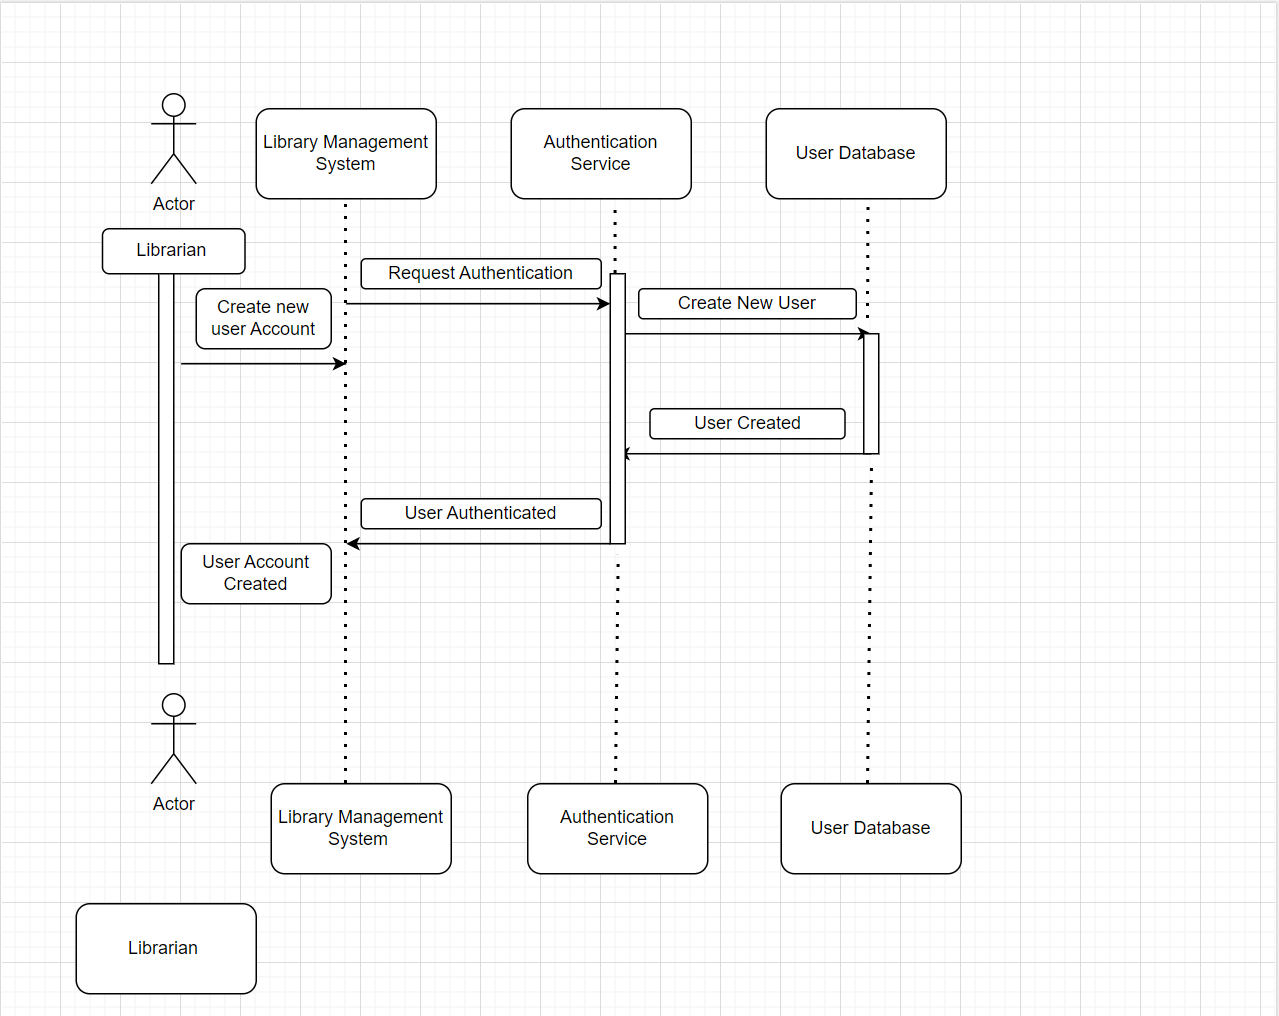 Actor
Library Management
System
Authentication
Service
User Database
Librarian
Request Authentication
Create new
user Account
Create New User
User Created
User Authenticated
User Account
Created
Actor
Library Management
System
Authentication
Service
User Database
Librarian